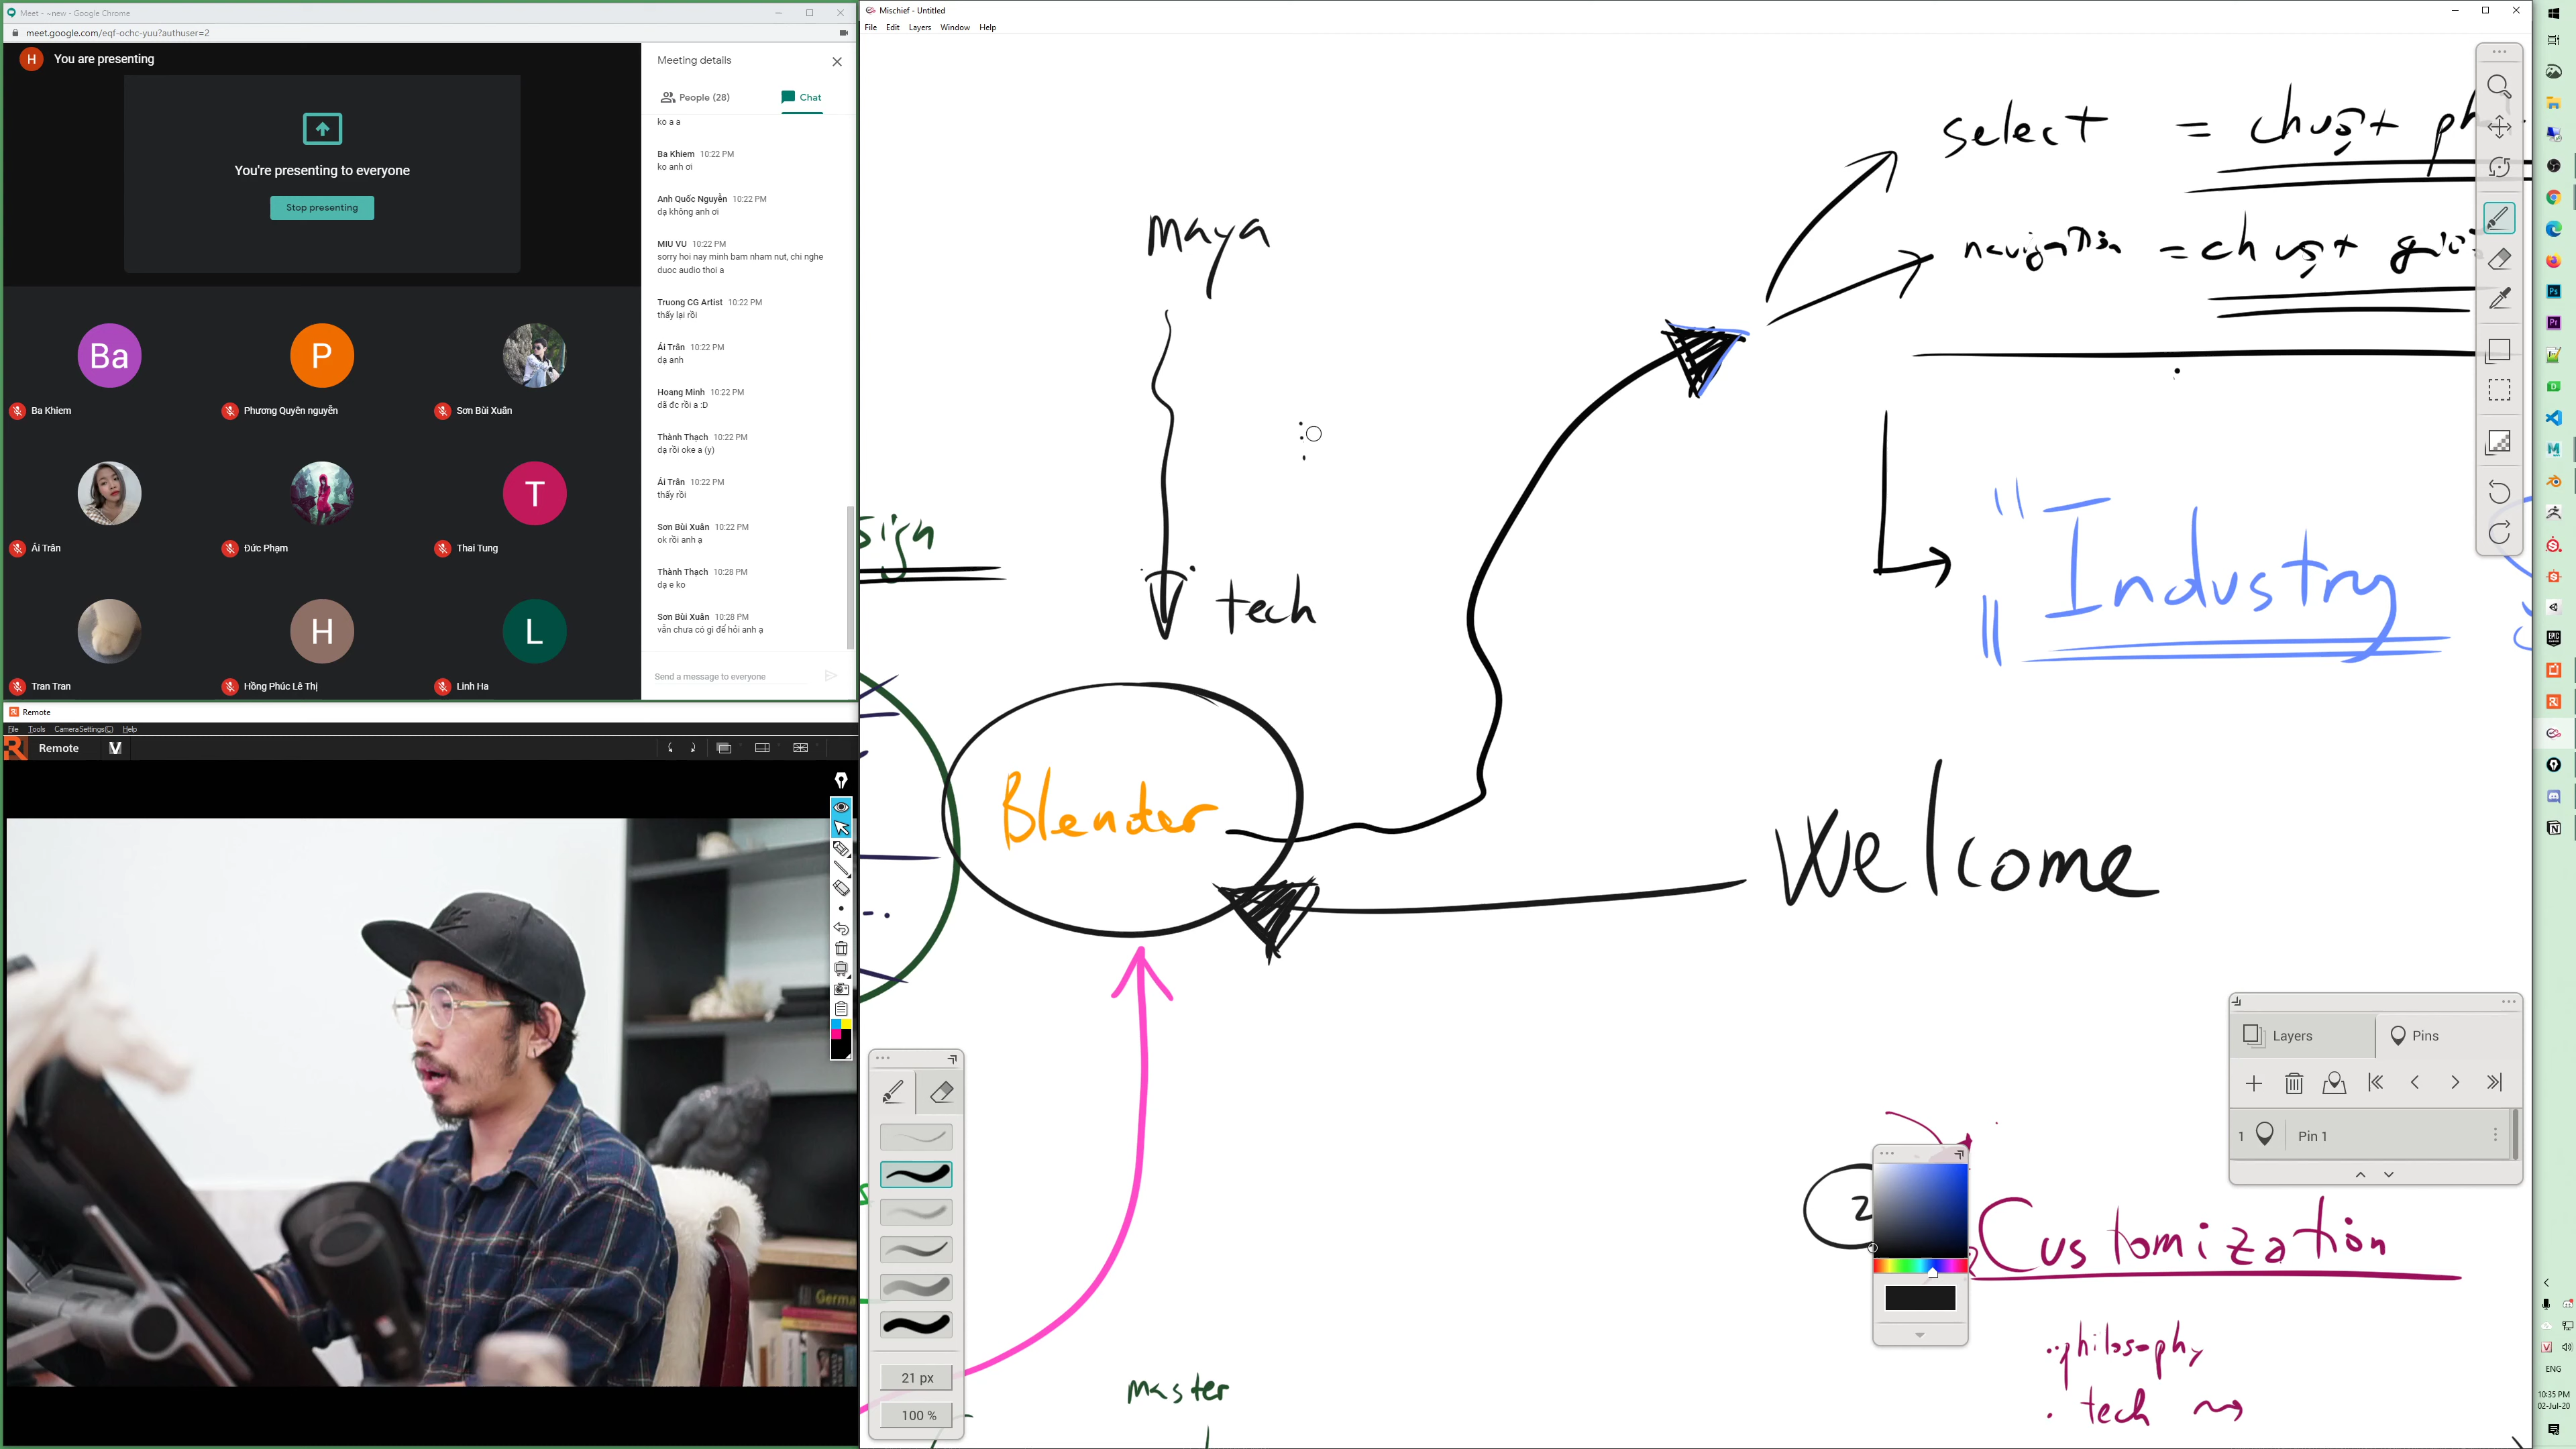 Meet - ~new - Google Chrome
meet.google.com/eqf-ochc-yuu?authuser=2
H You are presenting
You're presenting to everyone
Stop presenting
Ba
P
Ba Khiem
Phương Quyên nguyễn
Sơn Bùi Xuân
T
Ái Trân
Đức Phạm
Thai Tung
H
L
Tran Tran
Hồng Phúc Lê Thị
Linh Ha
Meeting details
People (28)
Chat
ko a a
Ba Khiem 10:22 PM
ko anh ơi
Anh Quốc Nguyễn 10:22 PM
dạ không anh ơi
MIU VU 10:22 PM
sorry hoi nay minh bam nham nut, chi nghe
duoc audio thoi a
Truong CG Artist 10:22 PM
thấy lại rồi
Ái Trân 10:22 PM
dạ anh
Hoang Minh 10:22 PM
dã đc rồi a :D
Thành Thạch 10:22 PM
dạ rồi oke a (y)
Ái Trân 10:22 PM
thấy rồi
Sơn Bùi Xuân 10:22 PM
ok rồi anh ạ
Thành Thạch 10:28 PM
dạ e ko
Sơn Bùi Xuân 10:28 PM
vẫn chưa có gì để hỏi anh ạ
Send a message to everyone
Remote
File Tools CameraSettings(C) Help
Remote
Germa
Mischief - Untitled
File Edit Layers Window Help
select = chuột
navigation = chuột
maya
tech
"Industry
Blender
Welcome
master
2
Customization
philosophy
tech
21 px
100 %
Layers
Pins
1 Pin 1
Ps
Pr
ENG
10:35 PM
02-Jul-20